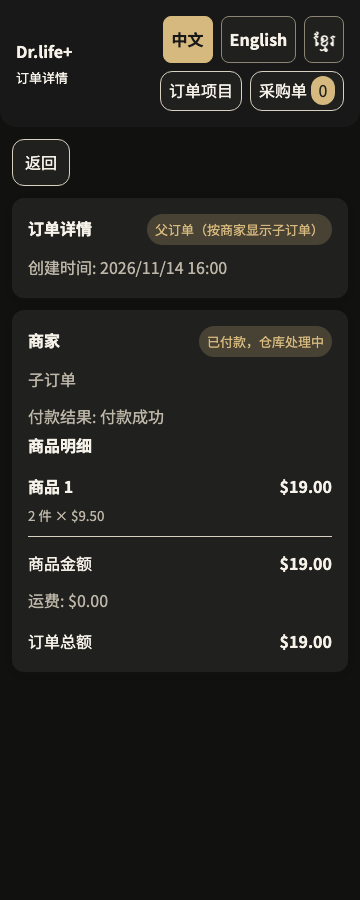 Dr.life+
订单详情
中文
English
ខ្មែរ
订单项目
采购单 0
返回
订单详情
父订单（按商家显示子订单）
创建时间: 2026/11/14 16:00
商家
已付款，仓库处理中
子订单
付款结果: 付款成功
商品明细
商品 1 $19.00
2 件 × $9.50
商品金额 $19.00
运费: $0.00
订单总额 $19.00